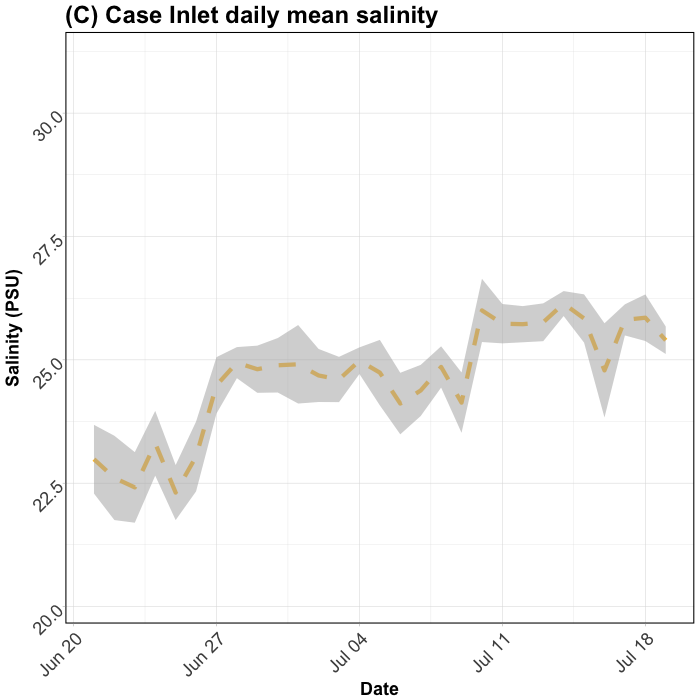 (C) Case Inlet daily mean salinity
Salinity (PSU)
30.0
27.5
25.0
22.5
20.0
Jun 20
Jun 27
Jul 04
Jul 11
Jul 18
Date